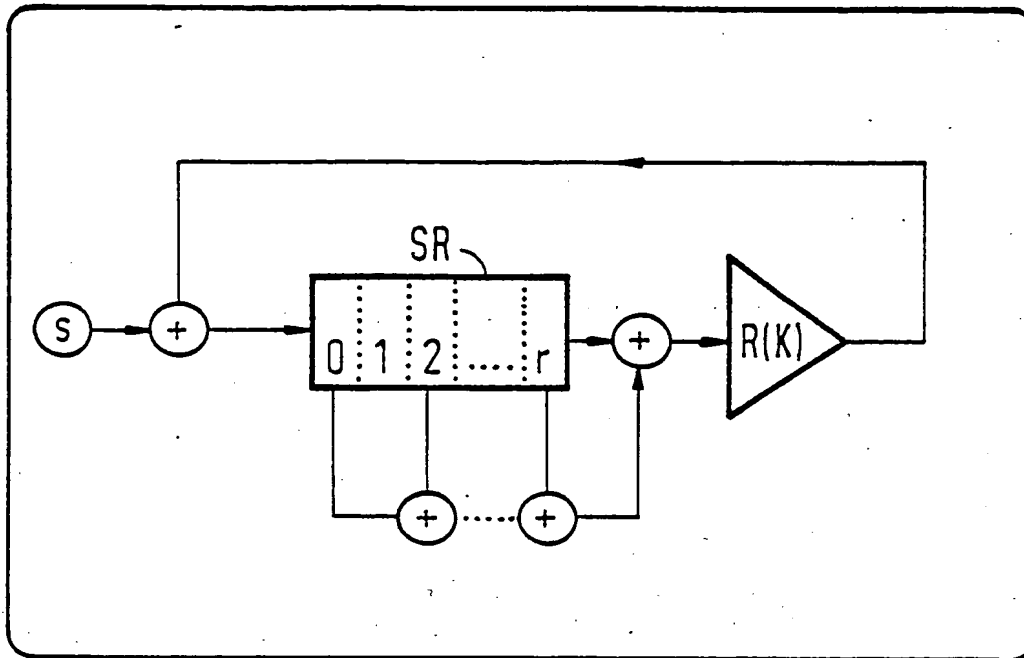 SR
S + 0 1 2 ..... r + R(K)
+ ...... +